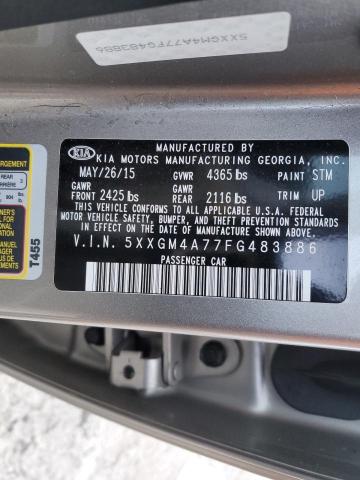 5XXGM4A77FG483886
MANUFACTURED BY
KIA KIA MOTORS MANUFACTURING GEORGIA, INC.
MAY/26/15 GVWR 4365 lbs PAINT STM
GAWR GAWR
FRONT 2425 lbs REAR 2116 lbs TRIM UP
THIS VEHICLE CONFORMS TO ALL APPLICABLE U.S. FEDERAL
MOTOR VEHICLE SAFETY, BUMPER, AND THEFT PREVENTION STANDARDS
IN EFFECT ON THE DATE OF MANUFACTURE SHOWN ABOVE.
V.I.N. 5XXGM4A77FG483886
PASSENGER CAR
REAR 3
T455